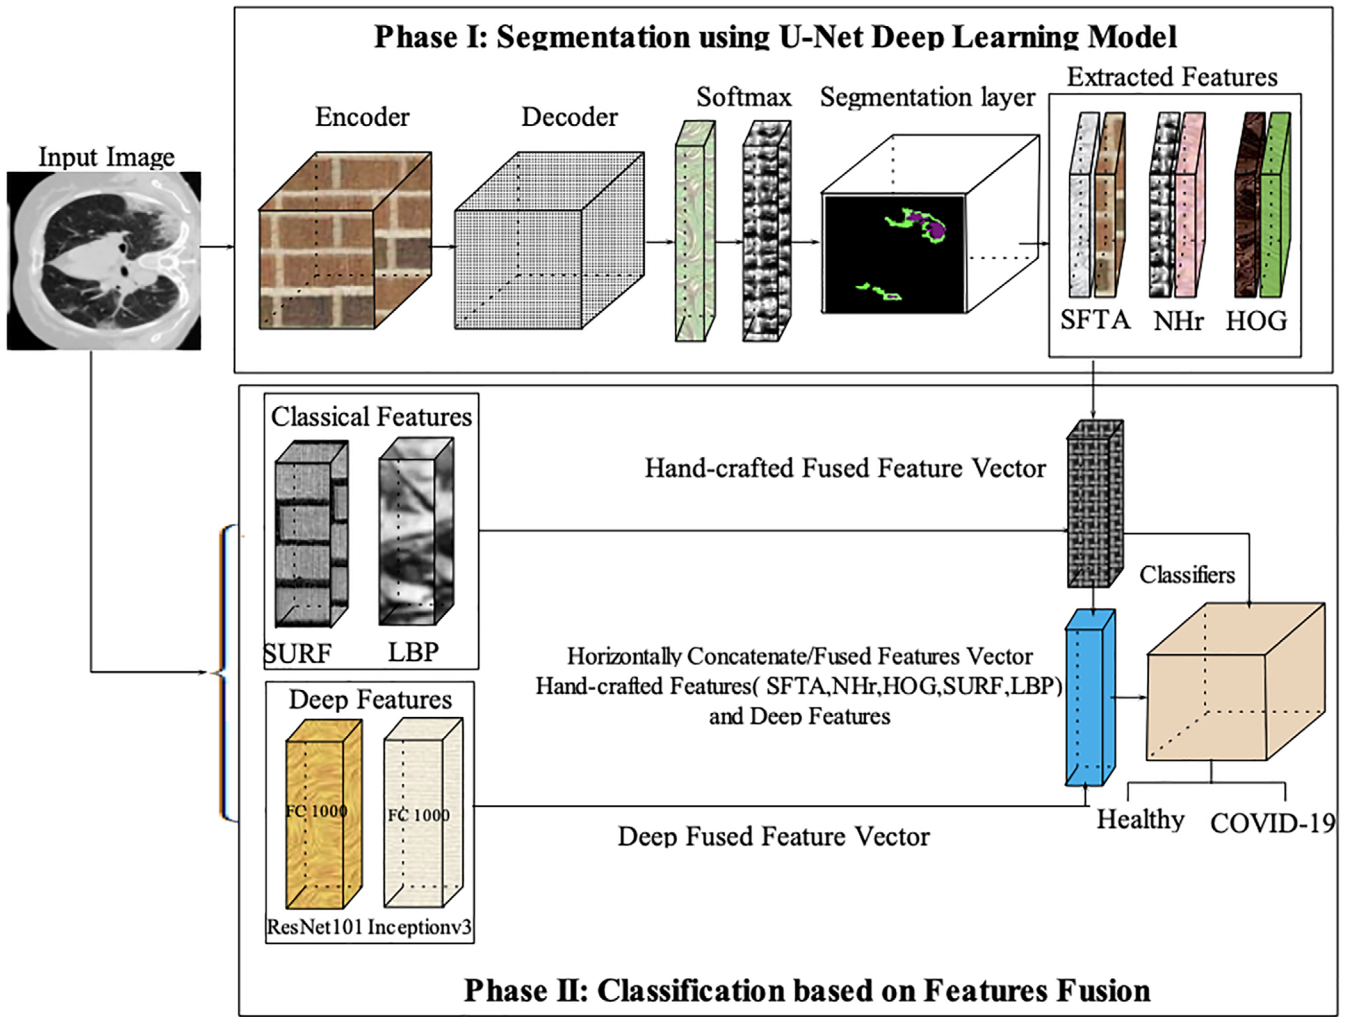 Phase I: Segmentation using U-Net Deep Learning Model
Extracted Features
Softmax
Segmentation layer
Encoder
Decoder
Input Image
SFTA
NHr
HOG
Classical Features
Hand-crafted Fused Feature Vector
Classifiers
SURF
LBP
Horizontally Concatenate/Fused Features Vector
Hand-crafted Features( SFTA,NHr,HOG,SURF,LBP)
and Deep Features
Deep Features
FC 1000
FC 1000
Healthy
COVID-19
Deep Fused Feature Vector
ResNet101
Inceptionv3
Phase II: Classification based on Features Fusion